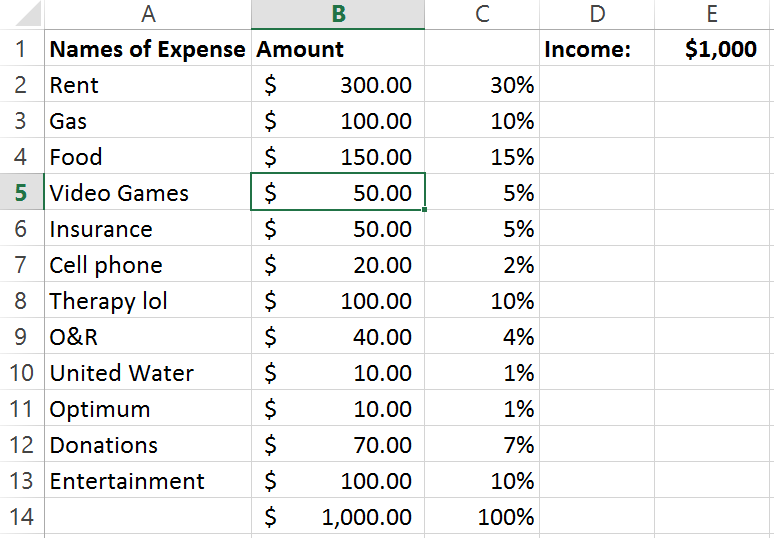 A B C D E
1 Names of Expense Amount Income: $1,000
2 Rent $ 300.00 30%
3 Gas $ 100.00 10%
4 Food $ 150.00 15%
5 Video Games $ 50.00 5%
6 Insurance $ 50.00 5%
7 Cell phone $ 20.00 2%
8 Therapy lol $ 100.00 10%
9 O&R $ 40.00 4%
10 United Water $ 10.00 1%
11 Optimum $ 10.00 1%
12 Donations $ 70.00 7%
13 Entertainment $ 100.00 10%
14 $ 1,000.00 100%